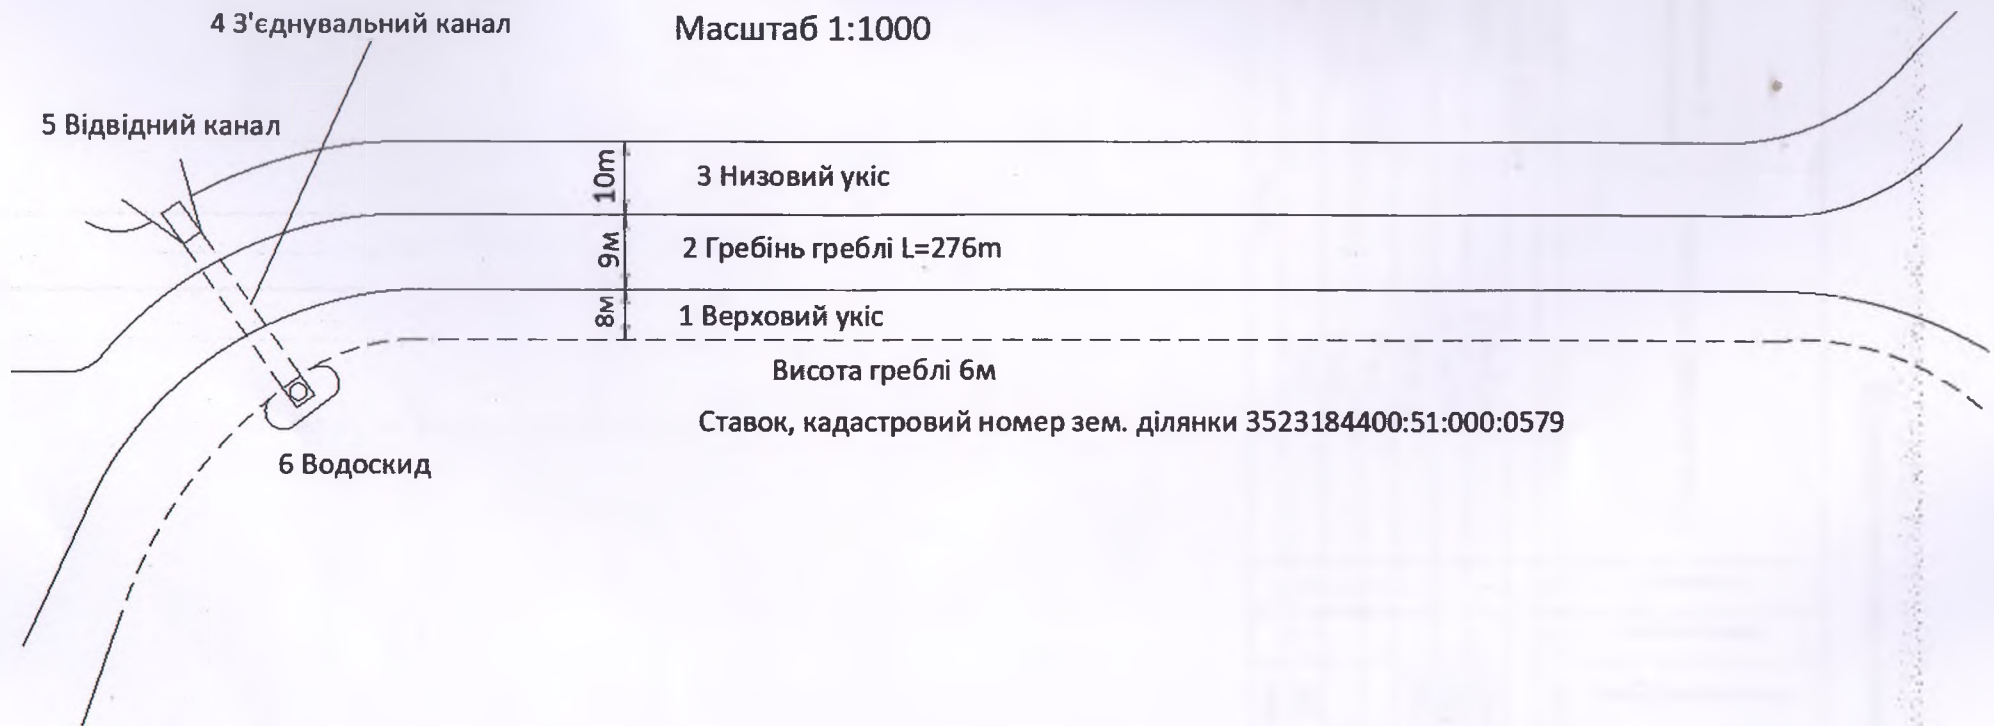 4 З'єднувальний канал
Масштаб 1:1000
5 Відвідний канал
10m
3 Низовий укіс
9м
2 Гребінь греблі L=276m
8м
1 Верховий укіс
Висота греблі 6м
Ставок, кадастровий номер зем. ділянки 3523184400:51:000:0579
6 Водоскид